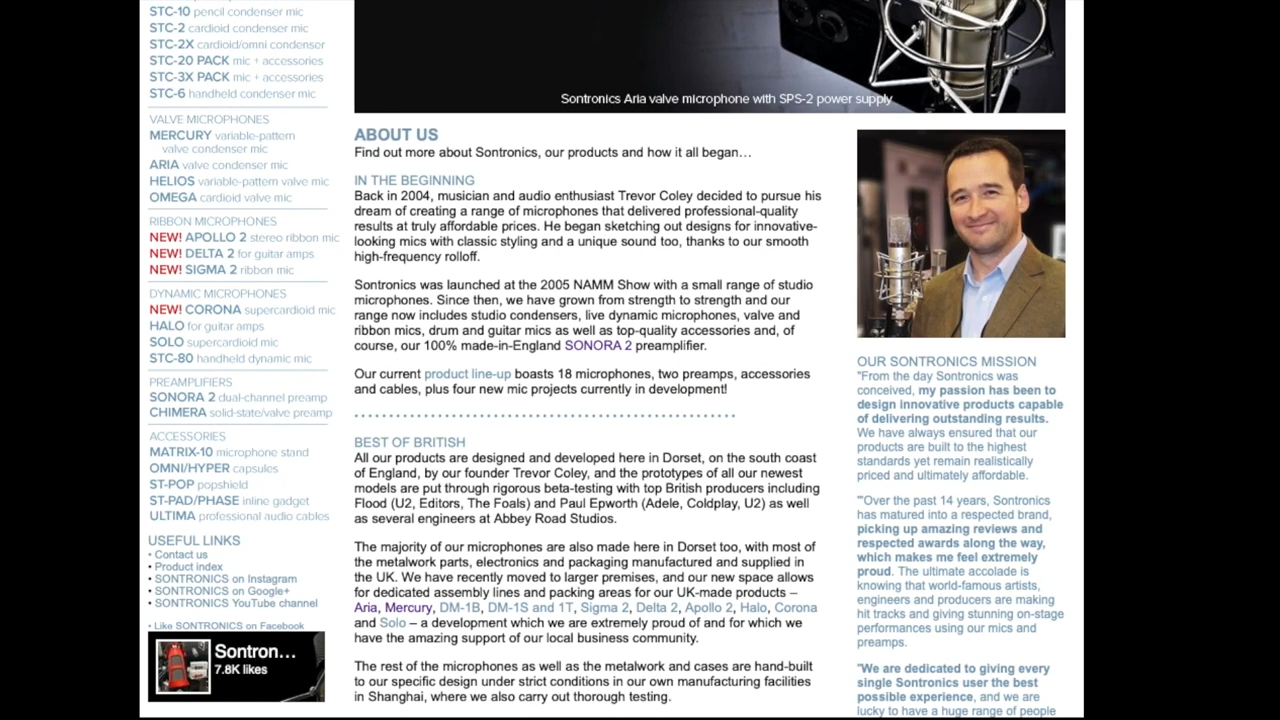 STC-10 pencil condenser mic
STC-2 cardioid condenser mic
STC-2X cardioid/omni condenser
STC-20 PACK mic + accessories
STC-3X PACK mic + accessories
STC-6 handheld condenser mic
VALVE MICROPHONES
MERCURY variable-pattern
valve condenser mic
ARIA valve condenser mic
HELIOS variable-pattern valve mic
OMEGA cardioid valve mic
RIBBON MICROPHONES
NEW! APOLLO 2 stereo ribbon mic
NEW! DELTA 2 for guitar amps
NEW! SIGMA 2 ribbon mic
DYNAMIC MICROPHONES
NEW! CORONA supercardioid mic
HALO for guitar amps
SOLO supercardioid mic
STC-80 handheld dynamic mic
PREAMPLIFIERS
SONORA 2 dual-channel preamp
CHIMERA solid-state/valve preamp
ACCESSORIES
MATRIX-10 microphone stand
OMNI/HYPER capsules
ST-POP popshield
ST-PAD/PHASE inline gadget
ULTIMA professional audio cables
USEFUL LINKS
• Contact us
• Product index
• SONTRONICS on Instagram
• SONTRONICS on Google+
• SONTRONICS YouTube channel
• Like SONTRONICS on Facebook
Sontron…
7.8K likes
Sontronics Aria valve microphone with SPS-2 power supply
ABOUT US
Find out more about Sontronics, our products and how it all began…
IN THE BEGINNING
Back in 2004, musician and audio enthusiast Trevor Coley decided to pursue his
dream of creating a range of microphones that delivered professional-quality
results at truly affordable prices. He began sketching out designs for innovative-
looking mics with classic styling and a unique sound too, thanks to our smooth
high-frequency rolloff.
Sontronics was launched at the 2005 NAMM Show with a small range of studio
microphones. Since then, we have grown from strength to strength and our
range now includes studio condensers, live dynamic microphones, valve and
ribbon mics, drum and guitar mics as well as top-quality accessories and, of
course, our 100% made-in-England SONORA 2 preamplifier.
Our current product line-up boasts 18 microphones, two preamps, accessories
and cables, plus four new mic projects currently in development!
BEST OF BRITISH
All our products are designed and developed here in Dorset, on the south coast
of England, by our founder Trevor Coley, and the prototypes of all our newest
models are put through rigorous beta-testing with top British producers including
Flood (U2, Editors, The Foals) and Paul Epworth (Adele, Coldplay, U2) as well
as several engineers at Abbey Road Studios.
The majority of our microphones are also made here in Dorset too, with most of
the metalwork parts, electronics and packaging manufactured and supplied in
the UK. We have recently moved to larger premises, and our new space allows
for dedicated assembly lines and packing areas for our UK-made products –
Aria, Mercury, DM-1B, DM-1S and 1T, Sigma 2, Delta 2, Apollo 2, Halo, Corona
and Solo – a development which we are extremely proud of and for which we
have the amazing support of our local business community.
The rest of the microphones as well as the metalwork and cases are hand-built
to our specific design under strict conditions in our own manufacturing facilities
in Shanghai, where we also carry out thorough testing.
OUR SONTRONICS MISSION
"From the day Sontronics was
conceived, my passion has been to
design innovative products capable
of delivering outstanding results.
We have always ensured that our
products are built to the highest
standards yet remain realistically
priced and ultimately affordable.
"'Over the past 14 years, Sontronics
has matured into a respected brand,
picking up amazing reviews and
respected awards along the way,
which makes me feel extremely
proud. The ultimate accolade is
knowing that world-famous artists,
engineers and producers are making
hit tracks and giving stunning on-stage
performances using our mics and
preamps.
"We are dedicated to giving every
single Sontronics user the best
possible experience, and we are
lucky to have a huge range of people